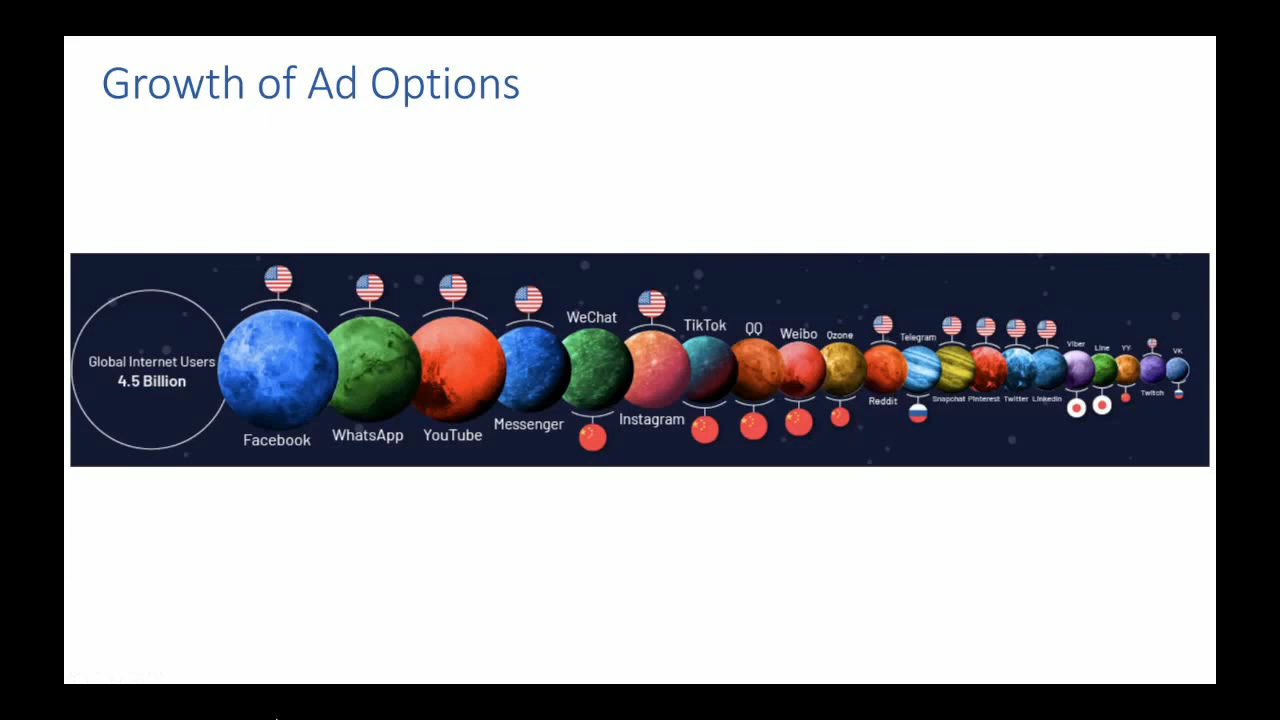 Growth of Ad Options
Global Internet Users
4.5 Billion
Facebook
WhatsApp
YouTube
Messenger
WeChat
Instagram
TikTok
QQ
Weibo
Qzone
Reddit
Telegram
Snapchat
Pinterest
Twitter
Linkedin
Viber
Line
YY
Twitch
VK